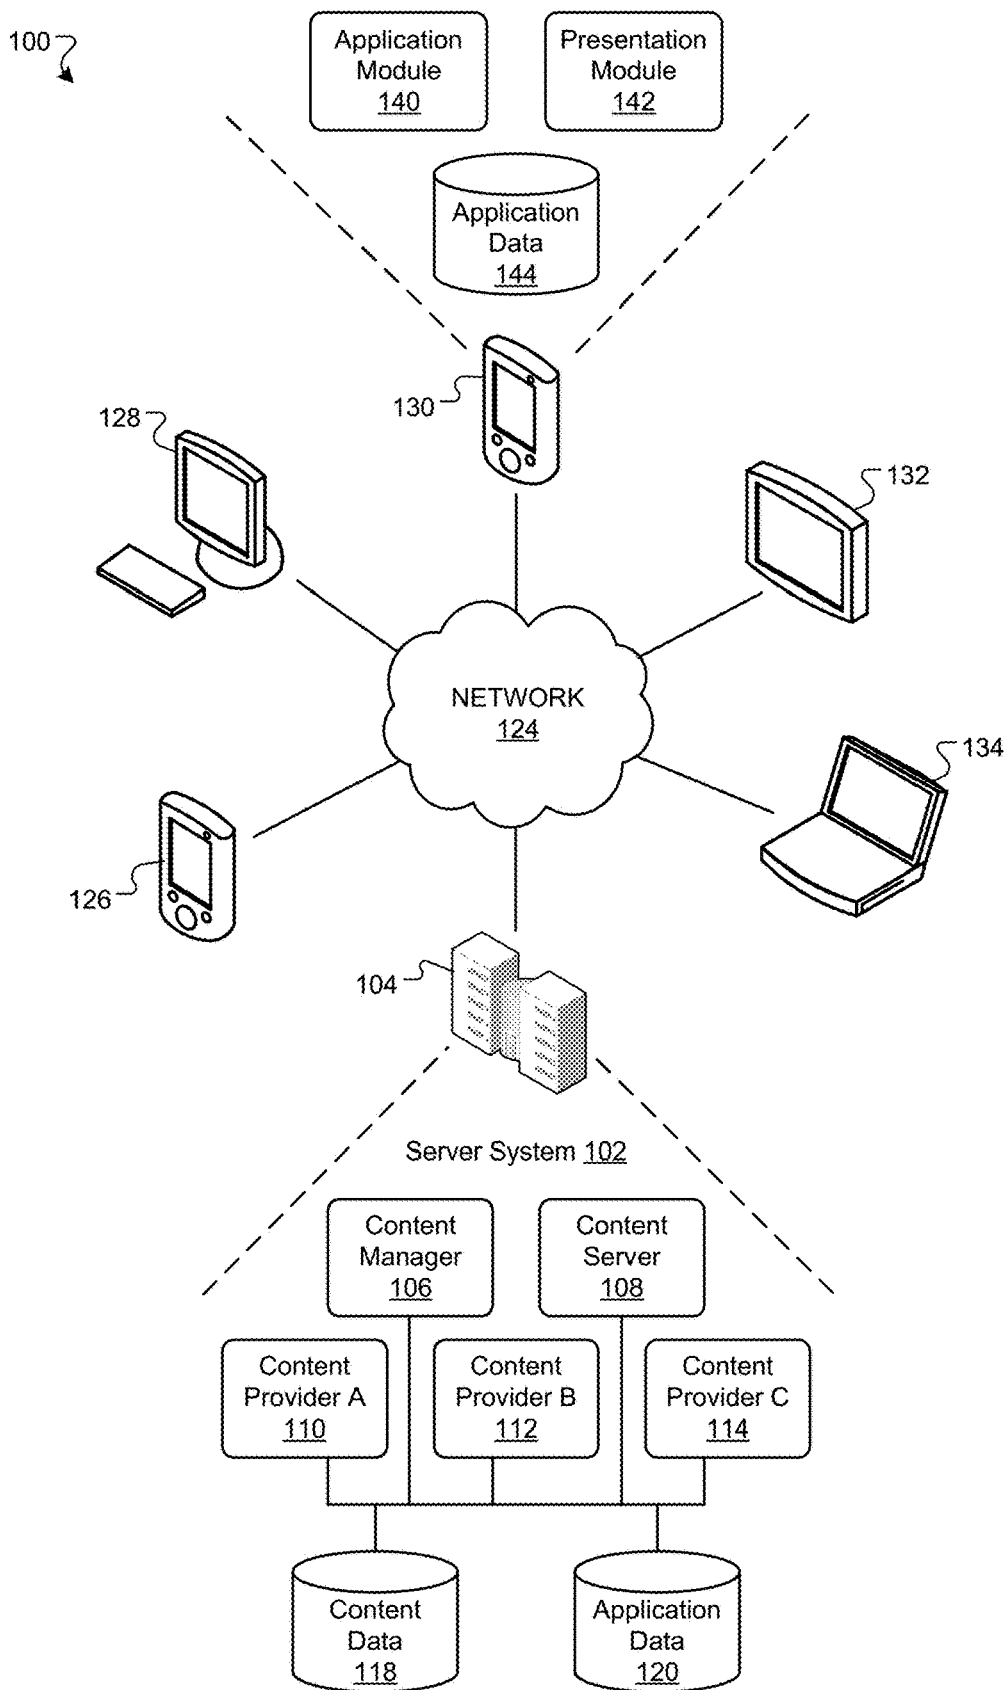 100
Application
Module
140
Presentation
Module
142
Application
Data
144
130
128
132
NETWORK
124
134
126
104
Server System 102
Content
Manager
106
Content
Server
108
Content
Provider A
110
Content
Provider B
112
Content
Provider C
114
Content
Data
118
Application
Data
120